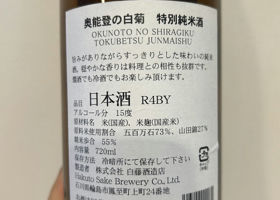 奥能登の白菊　特別純米酒
OKUNOTO NO SHIRAGIKU
TOKUBETSU JUNMAISHU
旨みがありながらすっきりとした味わいの純米
酒。穏やかな香りは料理との相性も抜群です。
燗酒でも冷酒でもお楽しみ頂けます。
品目 日本酒 R4BY
アルコール分 15度
原材料名 米(国産)、米麹(国産米)
原料米使用割合 五百万石73%、山田錦27%
精米歩合 55%
内容量 720ml
保存方法 冷暗所にて保存して下さい
製造者 株式会社 白藤酒造店
Hakuto Sake Brewery Co., Ltd.
石川県輪島市鳳至町上町24番地